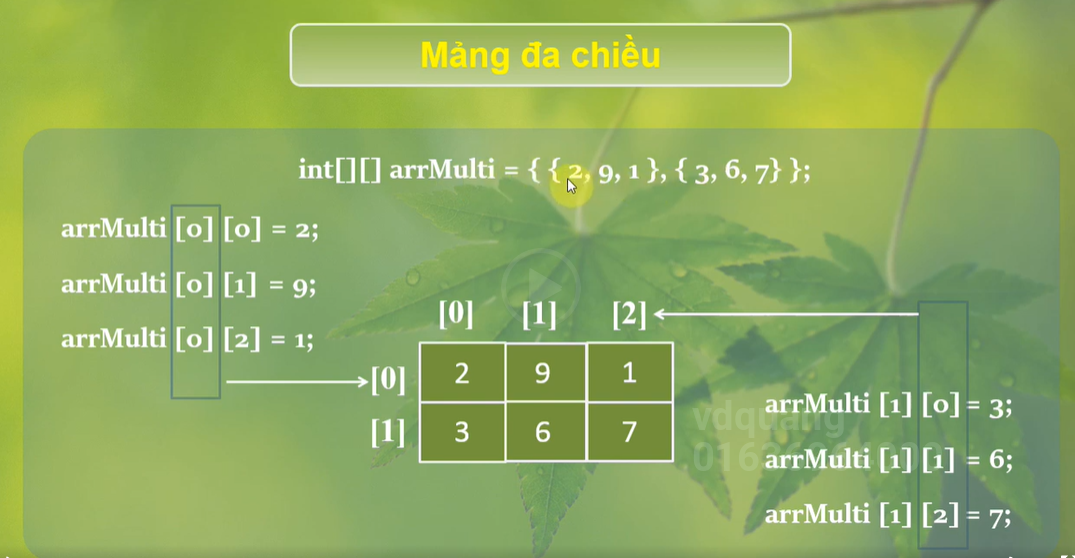 Mảng đa chiều
int[][] arrMulti = { { 2, 9, 1 }, { 3, 6, 7} };
arrMulti [0] [0] = 2;
arrMulti [0] [1] = 9;
arrMulti [0] [2] = 1;
[0] [1] [2]
[0] 2 9 1
[1] 3 6 7
arrMulti [1] [0] = 3;
arrMulti [1] [1] = 6;
arrMulti [1] [2] = 7;
vdquang